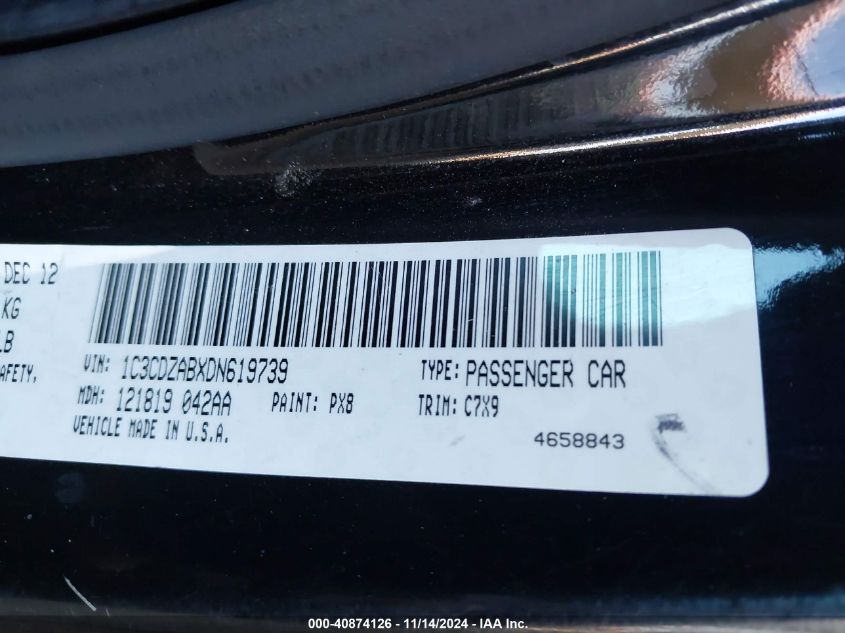 DEC 12
KG
LB
AFETY,
VIN: 1C3CDZABXDN619739 TYPE: PASSENGER CAR
MDH: 121819 042AA PAINT: PX8 TRIM: C7X9
VEHICLE MADE IN U.S.A.
4658843
000-40874126 - 11/14/2024 - IAA Inc.